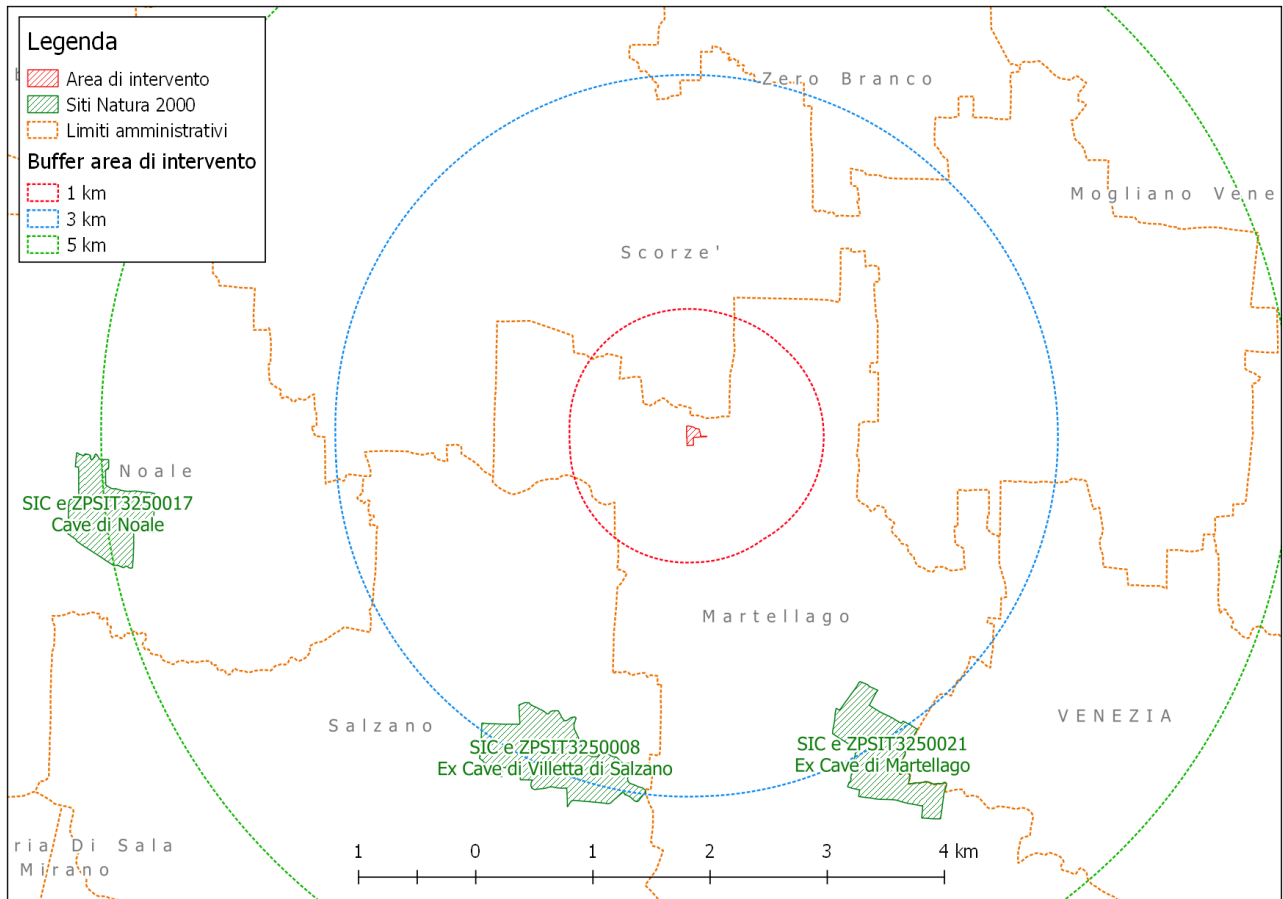 Legenda
Area di intervento
Siti Natura 2000
Limiti amministrativi
Buffer area di intervento
1 km
3 km
5 km
Zero Branco
Mogliano Vene
Scorze'
Noale
SIC e ZPSIT3250017
Cave di Noale
Martellago
Salzano
VENEZIA
SIC e ZPSIT3250008
Ex Cave di Villetta di Salzano
SIC e ZPSIT3250021
Ex Cave di Martellago
ria Di Sala
Mirano
1 0 1 2 3 4 km